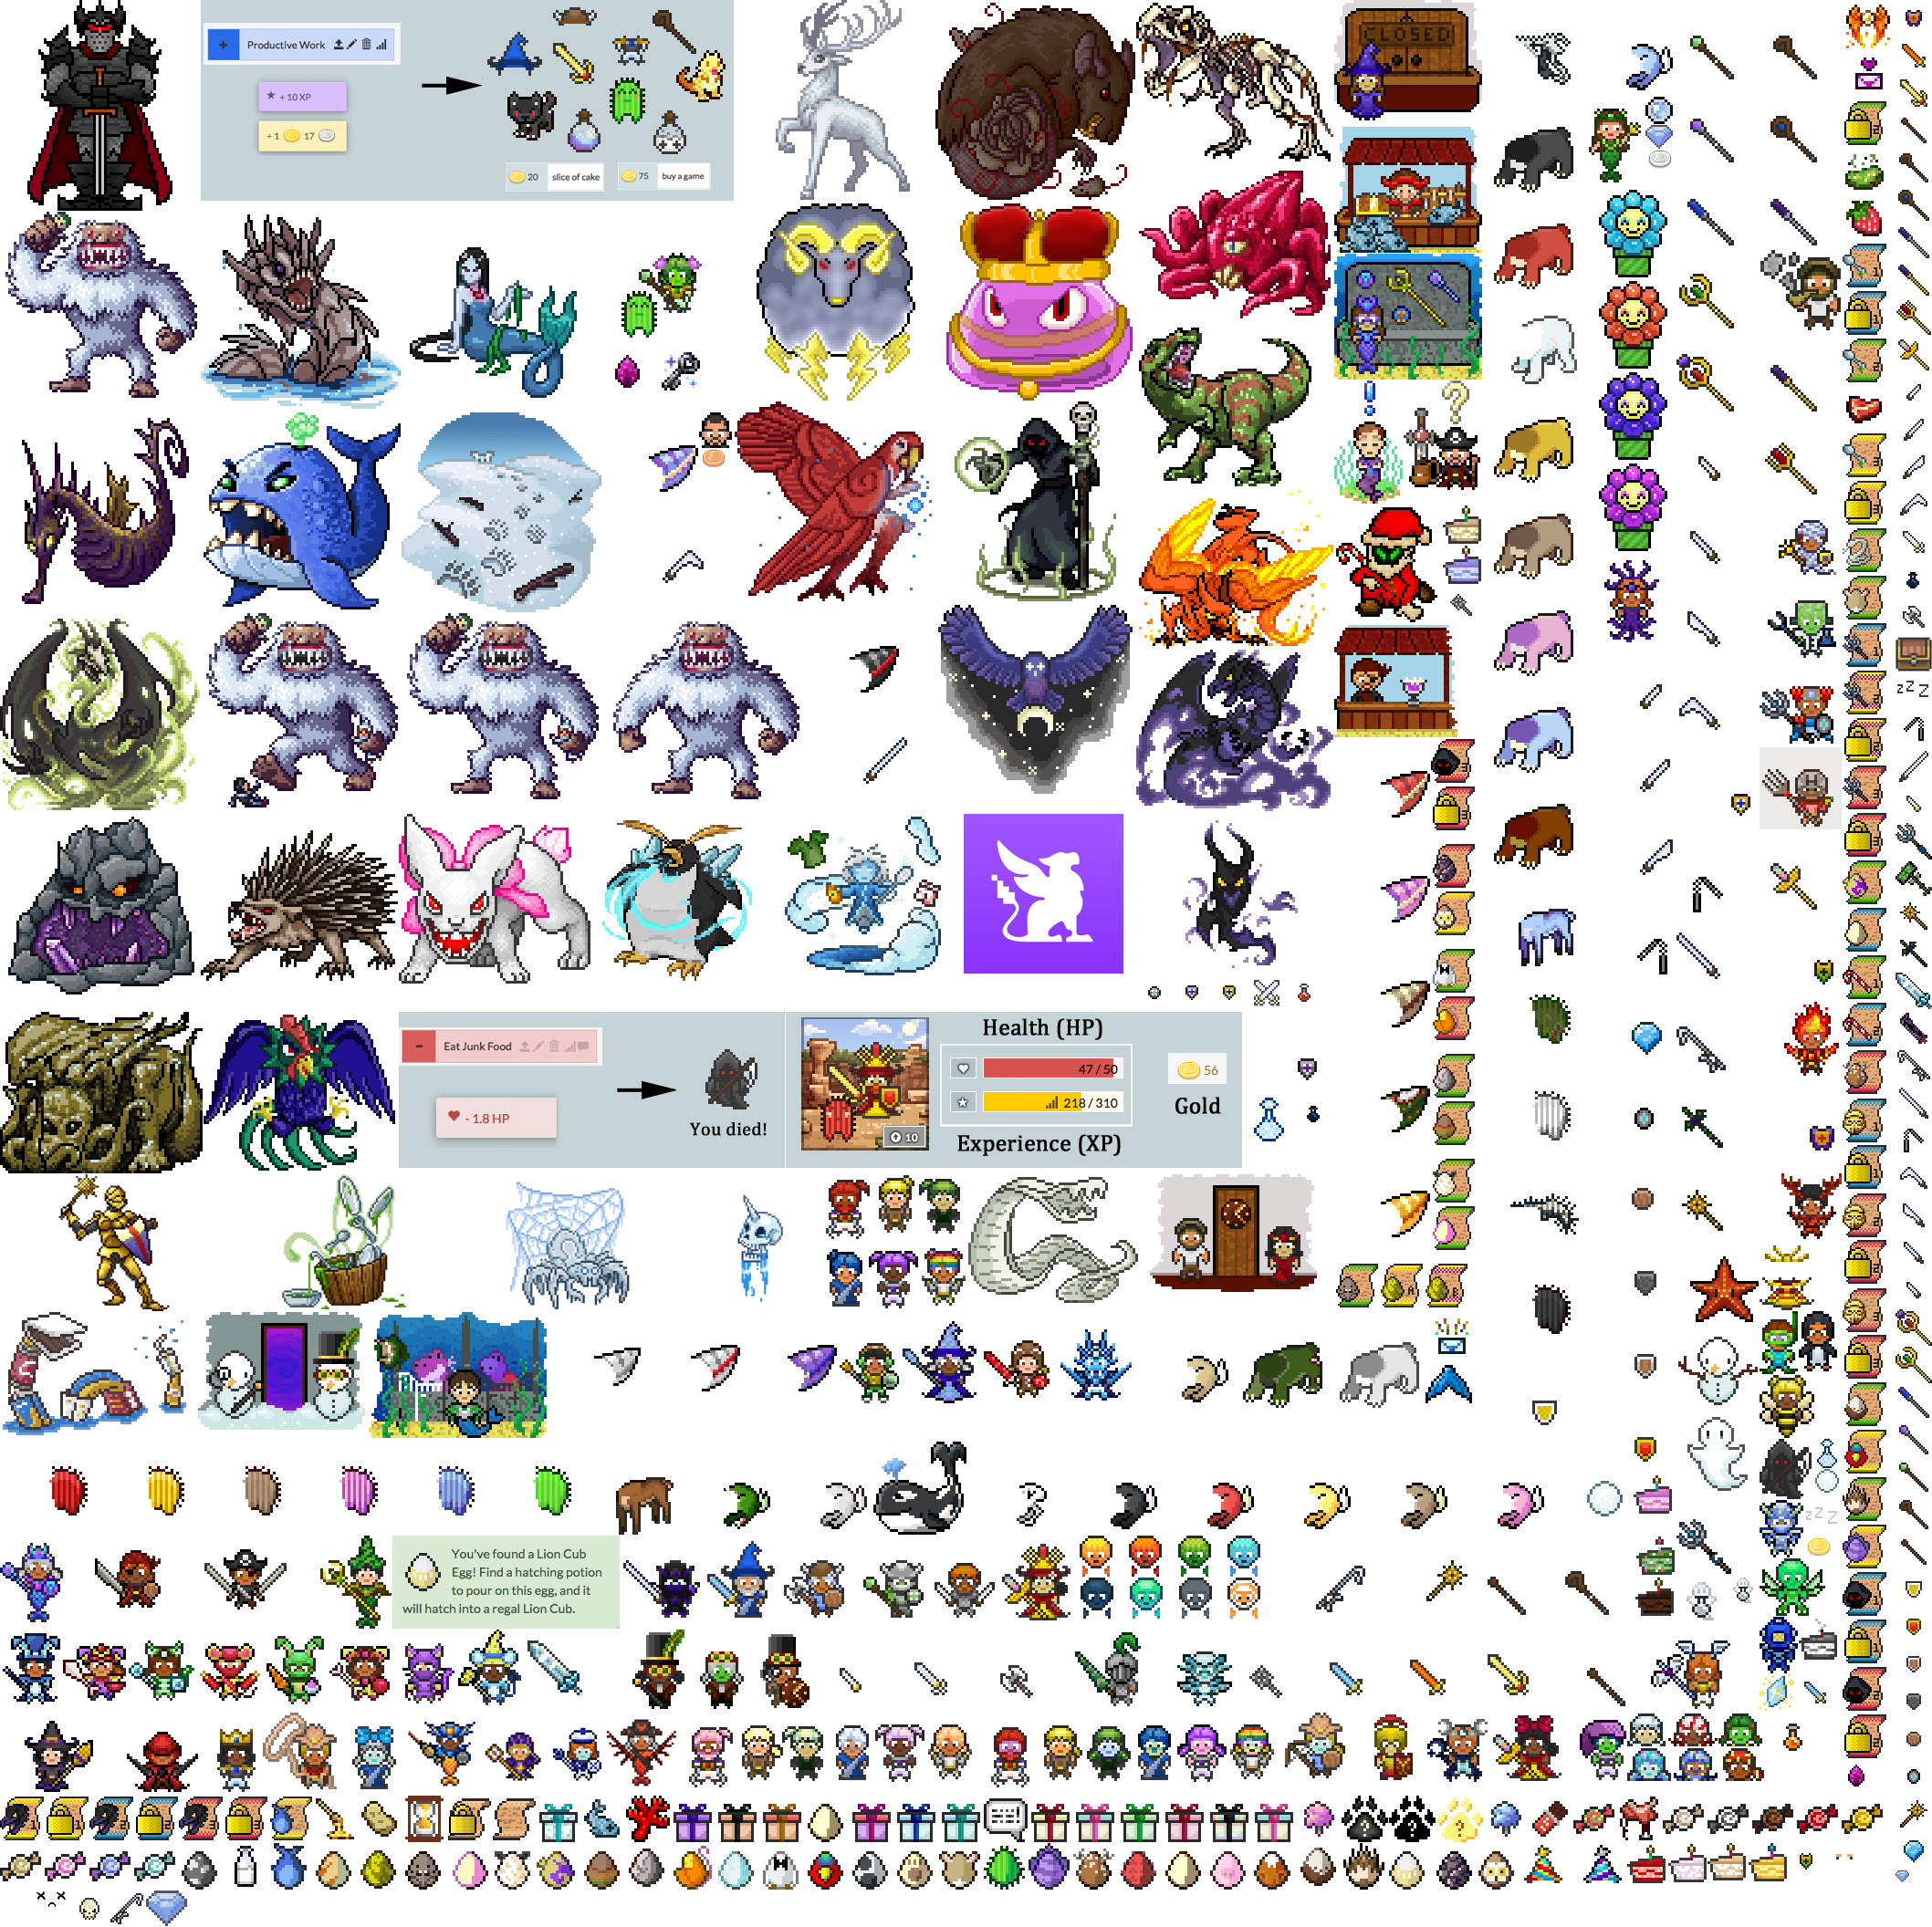 Productive Work
+ 10 XP
+ 1 17
20 slice of cake
75 buy a game
CLOSED
Eat Junk Food
- 1.8 HP
You died!
Health (HP)
47 / 50
218 / 310
10
Experience (XP)
56
Gold
You've found a Lion Cub
Egg! Find a hatching potion
to pour on this egg, and it
will hatch into a regal Lion Cub.